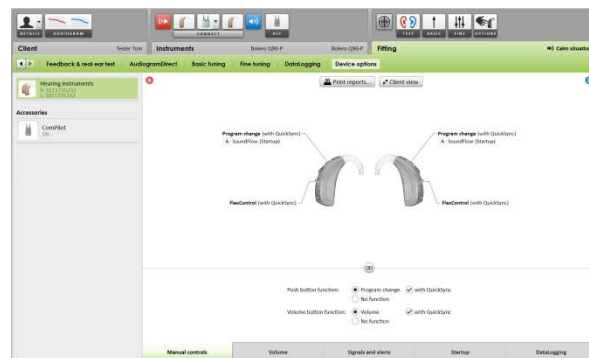 DETAILS AUDIOGRAM CONNECT ACC TEST BASIC FINE OPTIONS
Client Tester Tom Instruments Bolero Q90-P Bolero Q90-P Fitting Calm situation
Feedback & real ear test AudiogramDirect Basic tuning Fine tuning DataLogging Device options
Hearing instruments
Print reports... Client view
Accessories
ComPilot
SN: -
Program change (with QuickSync) Program change (with QuickSync)
A SoundFlow (Startup) A SoundFlow (Startup)
FlexControl (with QuickSync) FlexControl (with QuickSync)
Push button function: Program change with QuickSync
No function
Volume button function: Volume with QuickSync
No function
Manual controls Volume Signals and alerts Startup DataLogging